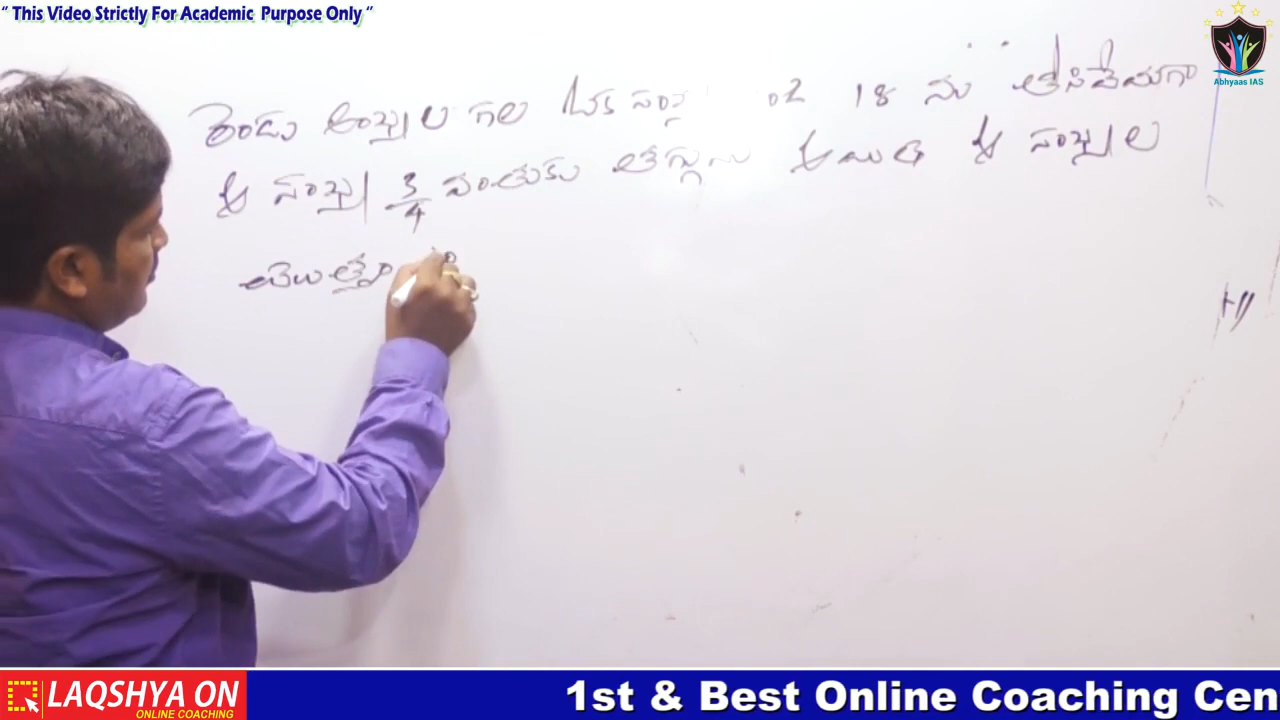 “ This Video Strictly For Academic Purpose Only “
Abhyaas IAS
రెండు అంఖ్యల గల ఒక 18 ను తీసివేయగా
ఆ సంఖ్య 3/4 వంతుకు తగ్గును అయిత ఆ సంఖ్యల
LAQSHYA ON
ONLINE COACHING
1st & Best Online Coaching Cen